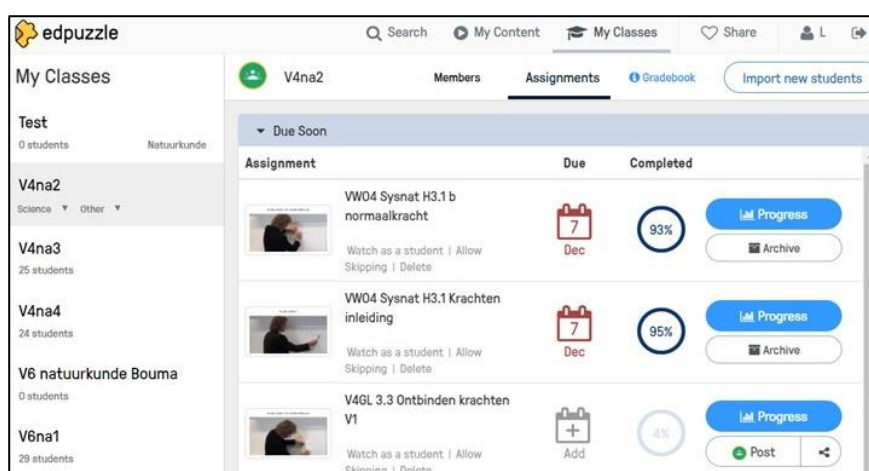 edpuzzle
Search
My Content
My Classes
Share
L
My Classes
V4na2
Members
Assignments
Gradebook
Import new students
Test
0 students Natuurkunde
V4na2
Science Other
V4na3
25 students
V4na4
24 students
V6 natuurkunde Bouma
0 students
V6na1
29 students
Due Soon
Assignment Due Completed
VWO4 Sysnat H3.1 b
normaalkracht
Watch as a student | Allow
Skipping | Delete
7
Dec
93%
Progress
Archive
VWO4 Sysnat H3.1 Krachten
inleiding
Watch as a student | Allow
Skipping | Delete
7
Dec
95%
Progress
Archive
V4GL 3.3 Ontbinden krachten
V1
Watch as a student | Allow
Skipping | Delete
Add
4%
Progress
Post